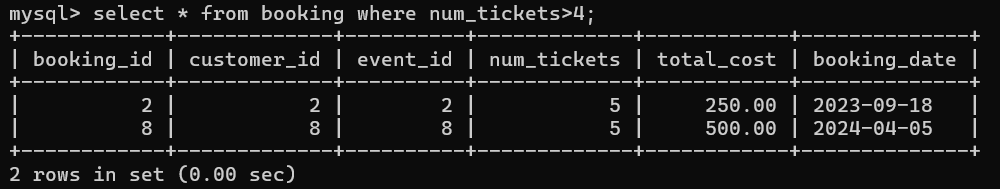 mysql> select * from booking where num_tickets>4;
+------------+-------------+----------+-------------+------------+--------------+
| booking_id | customer_id | event_id | num_tickets | total_cost | booking_date |
+------------+-------------+----------+-------------+------------+--------------+
|          2 |           2 |        2 |           5 |     250.00 | 2023-09-18   |
|          8 |           8 |        8 |           5 |     500.00 | 2024-04-05   |
+------------+-------------+----------+-------------+------------+--------------+
2 rows in set (0.00 sec)